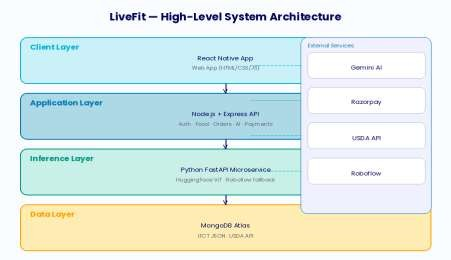 LiveFit — High-Level System Architecture
Client Layer
React Native App
Web App (HTML/CSS/JS)
External Services
Gemini AI
Razorpay
USDA API
Roboflow
Application Layer
Node.js + Express API
Auth · Food · Orders · AI · Payments
Inference Layer
Python FastAPI Microservice
HuggingFace ViT · Roboflow fallback
Data Layer
MongoDB Atlas
IFCT JSON · USDA API